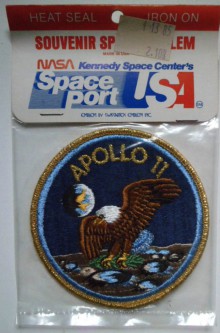 HEAT SEAL IRON ON
SOUVENIR SP LEM
NASA Kennedy Space Center's
Space
port USA
APOLLO 11